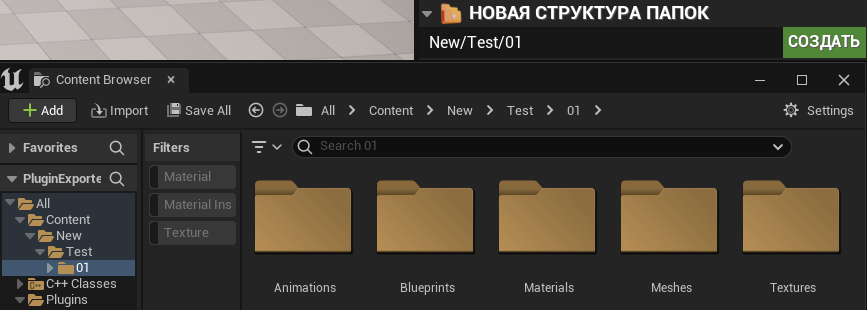 НОВАЯ СТРУКТУРА ПАПОК
New/Test/01
СОЗДАТЬ
Content Browser
Add
Import
Save All
All
Content
New
Test
01
Settings
Favorites
Filters
Search 01
PluginExporte
Material
Material Ins
Texture
All
Content
New
Test
01
C++ Classes
Plugins
Animations
Blueprints
Materials
Meshes
Textures